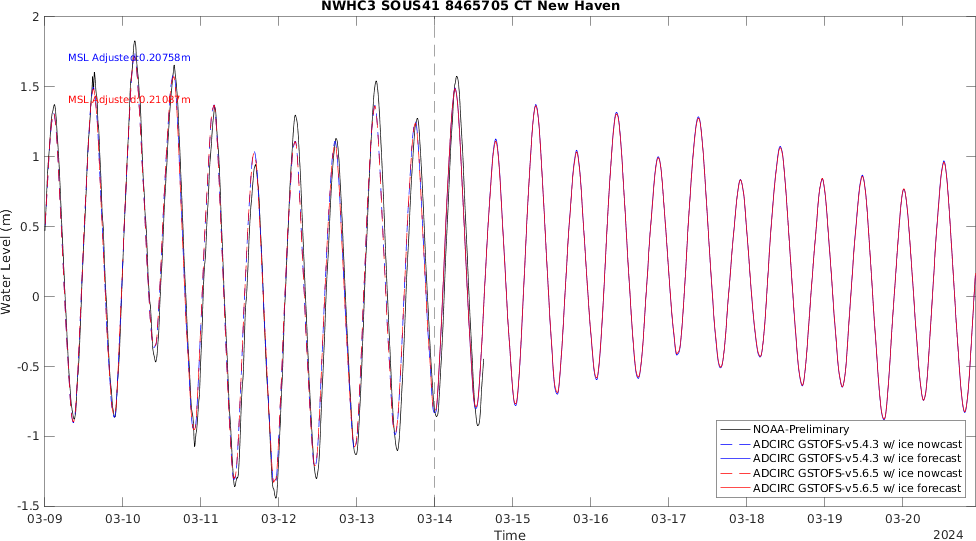 NWHC3 SOUS41 8465705 CT New Haven
2
1.5
1
0.5
0
-0.5
-1
-1.5
Water Level (m)
MSL Adjusted:0.20758m
MSL Adjusted:0.21037m
NOAA-Preliminary
ADCIRC GSTOFS-v5.4.3 w/ ice nowcast
ADCIRC GSTOFS-v5.4.3 w/ ice forecast
ADCIRC GSTOFS-v5.6.5 w/ ice nowcast
ADCIRC GSTOFS-v5.6.5 w/ ice forecast
03-09 03-10 03-11 03-12 03-13 03-14 03-15 03-16 03-17 03-18 03-19 03-20
Time
2024